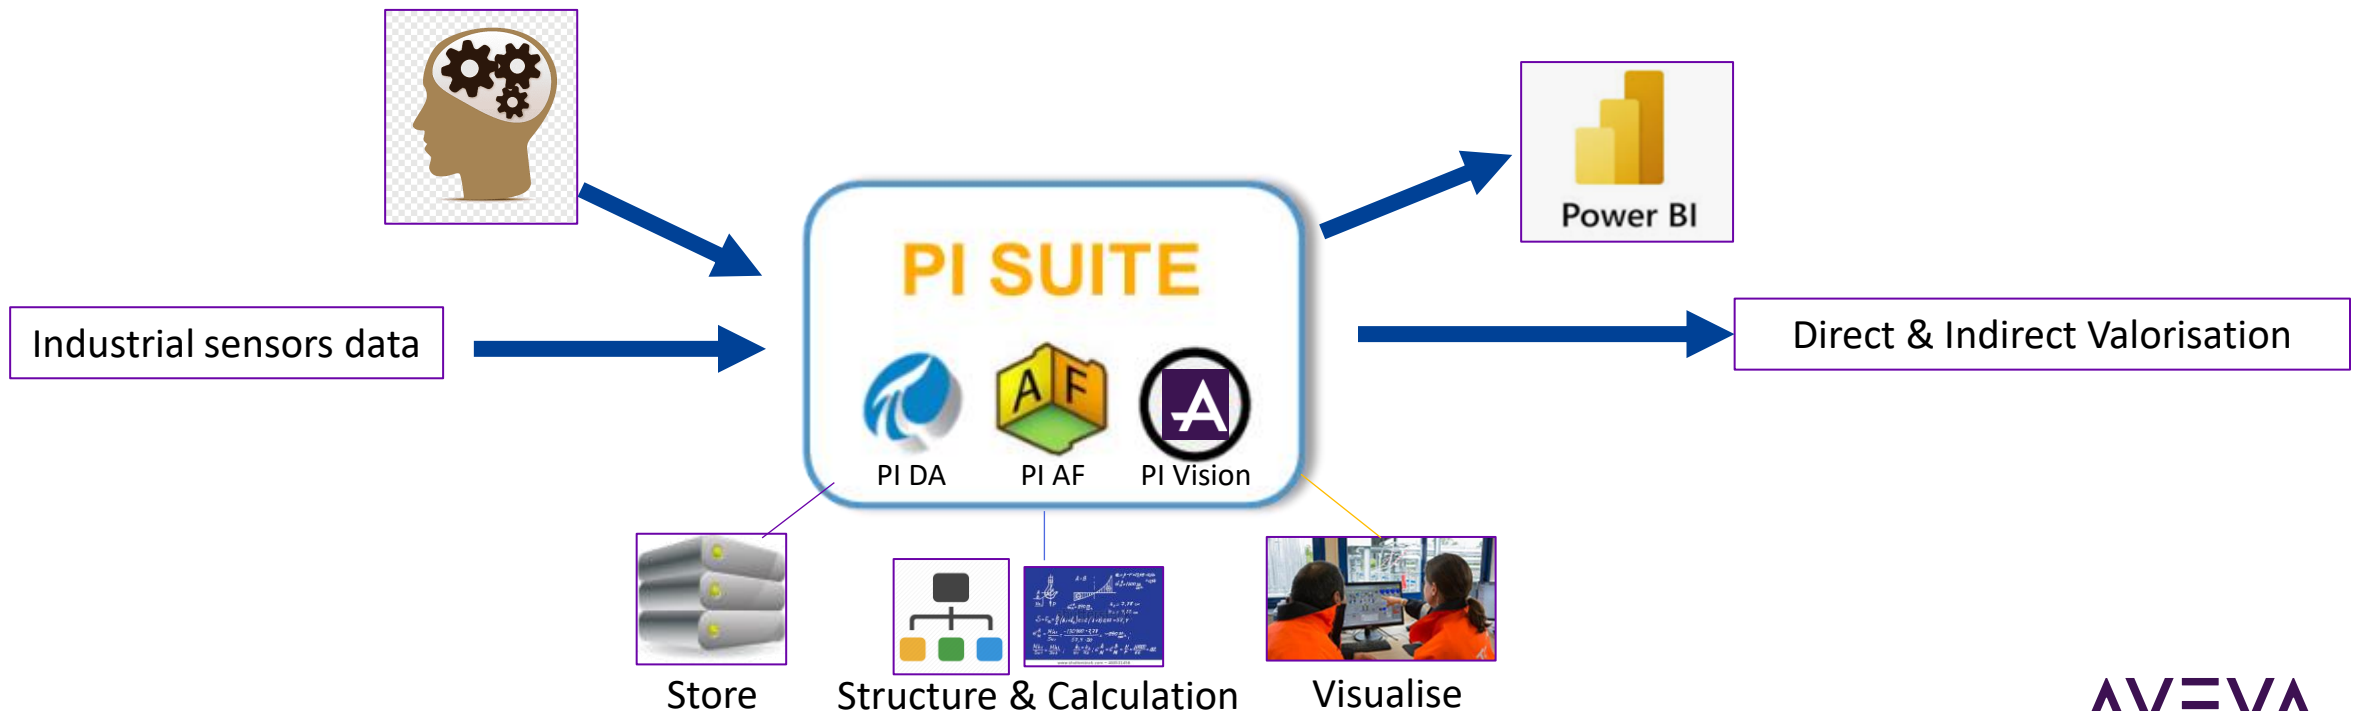 Power BI
PI SUITE
Industrial sensors data
Direct & Indirect Valorisation
A F
PI DA
PI AF
PI Vision
Store
Structure & Calculation
Visualise
AVEVA